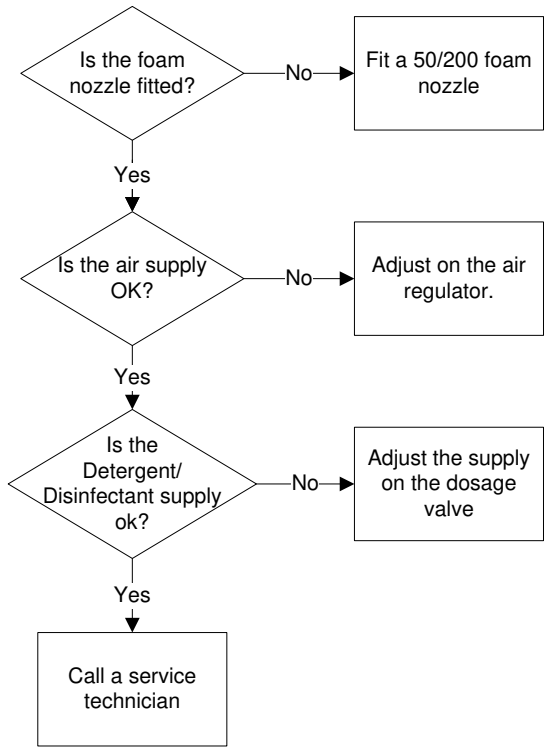 Is the foam
nozzle fitted?
No
Fit a 50/200 foam
nozzle
Yes
Is the air supply
OK?
No
Adjust on the air
regulator.
Yes
Is the
Detergent/
Disinfectant supply
ok?
No
Adjust the supply
on the dosage
valve
Yes
Call a service
technician